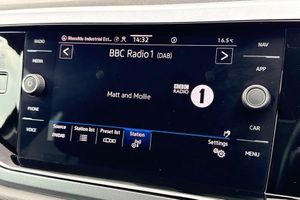 RADIO
MEDIA
PHONE
VOICE
14:32
16.5°C
BBC Radio 1 (DAB)
Matt and Mollie
BBC
RADIO
1
Source
Station list
Preset list
Station
Settings
NAV
APP
CAR
MENU